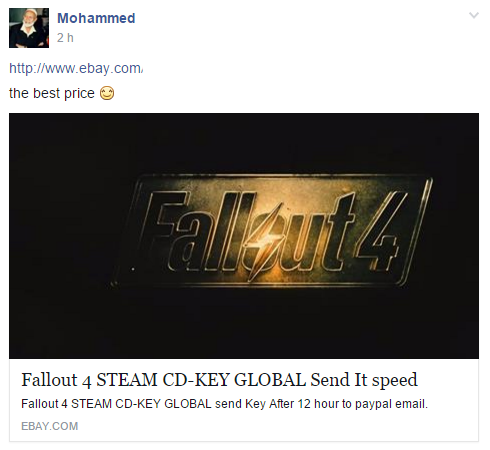 Mohammed
2 h
http://www.ebay.com/
the best price
Fallout 4
Fallout 4 STEAM CD-KEY GLOBAL Send It speed
Fallout 4 STEAM CD-KEY GLOBAL send Key After 12 hour to paypal email.
EBAY.COM